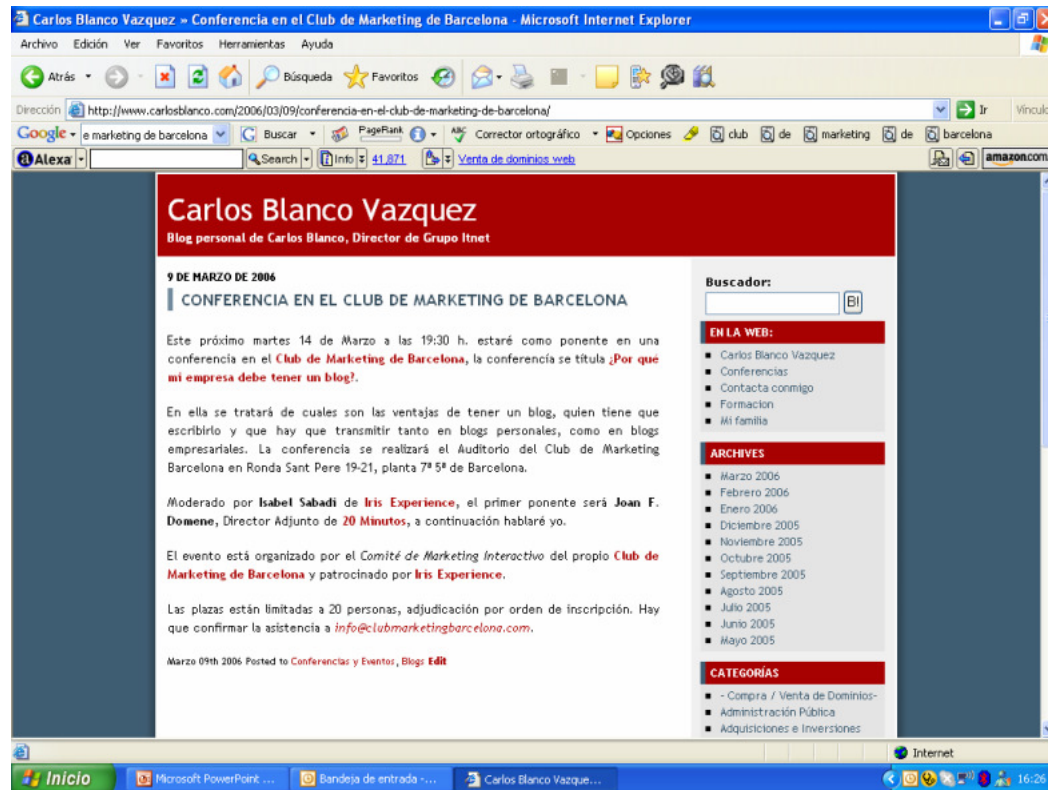 Carlos Blanco Vazquez » Conferencia en el Club de Marketing de Barcelona - Microsoft Internet Explorer
Archivo Edición Ver Favoritos Herramientas Ayuda
Atrás Búsqueda Favoritos
Dirección http://www.carlosblanco.com/2006/03/09/conferencia-en-el-club-de-marketing-de-barcelona/ Ir Vínculo
Google e marketing de barcelona Buscar PageRank ABC Corrector ortográfico Opciones club de marketing de barcelona
Alexa Search Info 41,871 Venta de dominios web amazon.com
Carlos Blanco Vazquez
Blog personal de Carlos Blanco, Director de Grupo Itnet
9 DE MARZO DE 2006
CONFERENCIA EN EL CLUB DE MARKETING DE BARCELONA
Este próximo martes 14 de Marzo a las 19:30 h. estaré como ponente en una
conferencia en el Club de Marketing de Barcelona, la conferencía se títula ¿Por qué
mi empresa debe tener un blog?.
En ella se tratará de cuales son las ventajas de tener un blog, quien tiene que
escribirlo y que hay que transmitir tanto en blogs personales, como en blogs
empresariales. La conferencia se realizará el Auditorio del Club de Marketing
Barcelona en Ronda Sant Pere 19-21, planta 7ª 5ª de Barcelona.
Moderado por Isabel Sabadi de Iris Experience, el primer ponente será Joan F.
Domene, Director Adjunto de 20 Minutos, a continuación hablaré yo.
El evento está organizado por el Comité de Marketing Interactivo del propio Club de
Marketing de Barcelona y patrocinado por Iris Experience.
Las plazas están limitadas a 20 personas, adjudicación por orden de inscripción. Hay
que confirmar la asistencia a info@clubmarketingbarcelona.com.
Marzo 09th 2006 Posted to Conferencias y Eventos, Blogs Edit
Buscador:
B!
EN LA WEB:
Carlos Blanco Vazquez
Conferencias
Contacta conmigo
Formacion
Mi familia
ARCHIVES
Marzo 2006
Febrero 2006
Enero 2006
Diciembre 2005
Noviembre 2005
Octubre 2005
Septiembre 2005
Agosto 2005
Julio 2005
Junio 2005
Mayo 2005
CATEGORÍAS
- Compra / Venta de Dominios-
Administración Pública
Adquisiciones e Inversiones
Internet
Inicio Microsoft PowerPoint ... Bandeja de entrada -... Carlos Blanco Vazque... 16:26